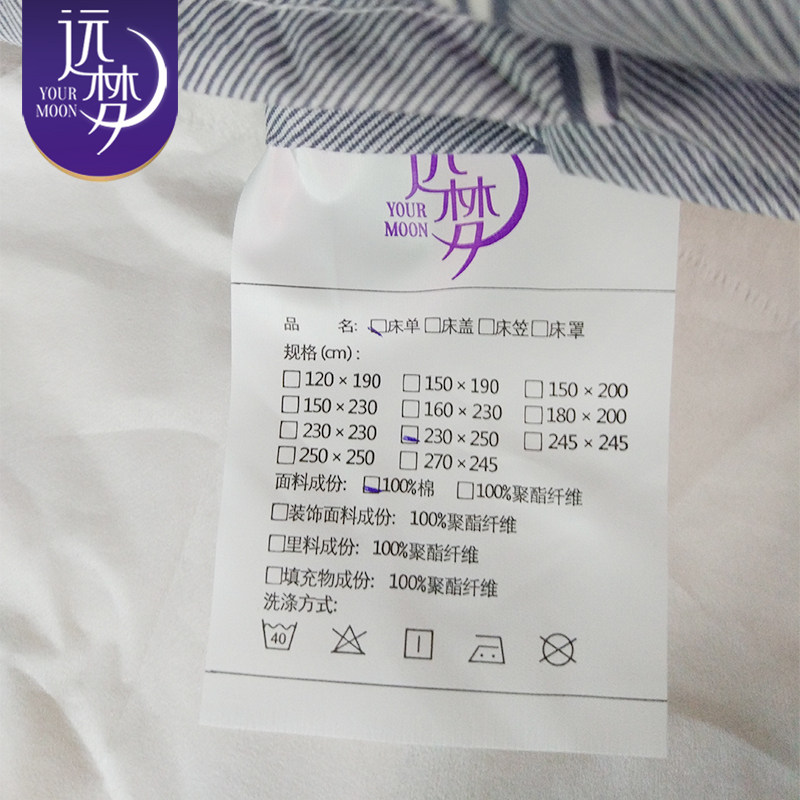 远梦
YOUR
MOON
远梦
YOUR
MOON
品 名: □床单□床盖□床笠□床罩
规格(cm):
□120×190 □150×190 □150×200
□150×230 □160×230 □180×200
□230×230 □230×250 □245×245
□250×250 □270×245
面料成份: □100%棉 □100%聚酯纤维
□装饰面料成份: 100%聚酯纤维
□里料成份: 100%聚酯纤维
□填充物成份: 100%聚酯纤维
洗涤方式:
40